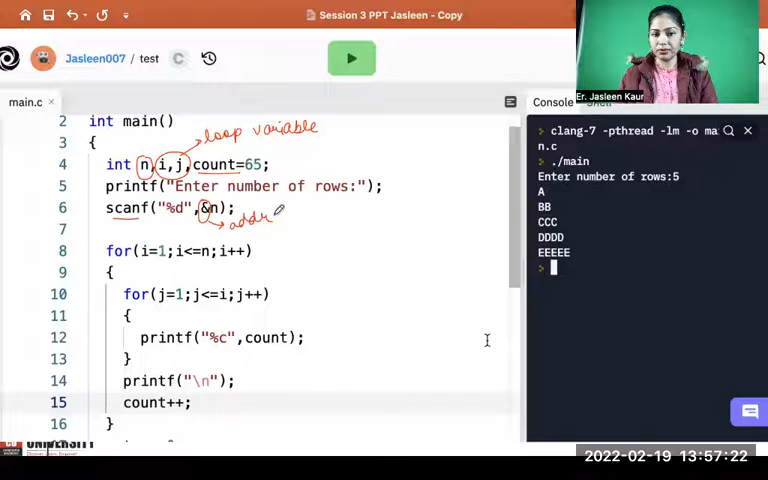 Session 3 PPT Jasleen - Copy
Jasleen007 / test
C
Er. Jasleen Kaur
main.c
Console
Shell
2 int main()
3 {
4 int n,i,j,count=65;
loop variable
5 printf("Enter number of rows:");
6 scanf("%d",&n);
addr
7
8 for(i=1;i<=n;i++)
9 {
10 for(j=1;j<=i;j++)
11 {
12 printf("%c",count);
13 }
14 printf("\n");
15 count++;
16 }
clang-7 -pthread -lm -o ma
n.c
./main
Enter number of rows:5
A
BB
CCC
DDDD
EEEEE
UNIVERSITY
2022-02-19 13:57:22